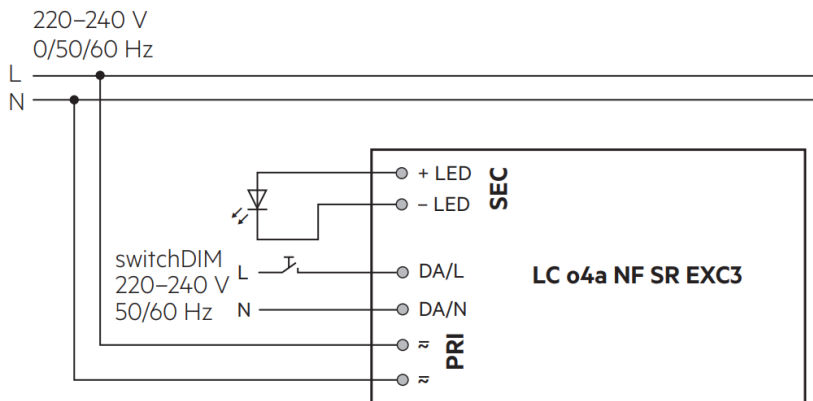 220–240 V
0/50/60 Hz
L
N
+ LED
– LED
SEC
switchDIM
220–240 V
50/60 Hz
L
N
DA/L
DA/N
LC o4a NF SR EXC3
PRI
≂
≂